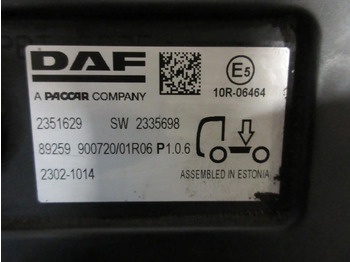 DAF
A PACCAR COMPANY
E5
10R-06464
2351629 SW 2335698
89259 900720/01R06 P1.0.6
2302-1014
ASSEMBLED IN ESTONIA